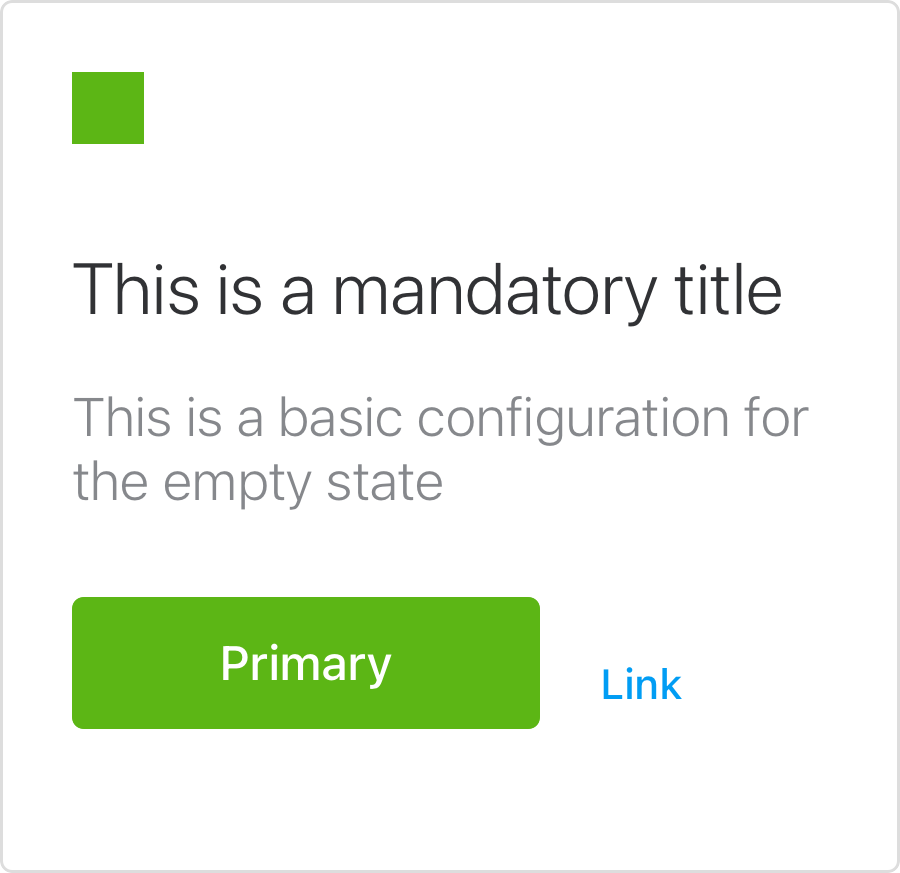 This is a mandatory title
This is a basic configuration for
the empty state
Primary
Link